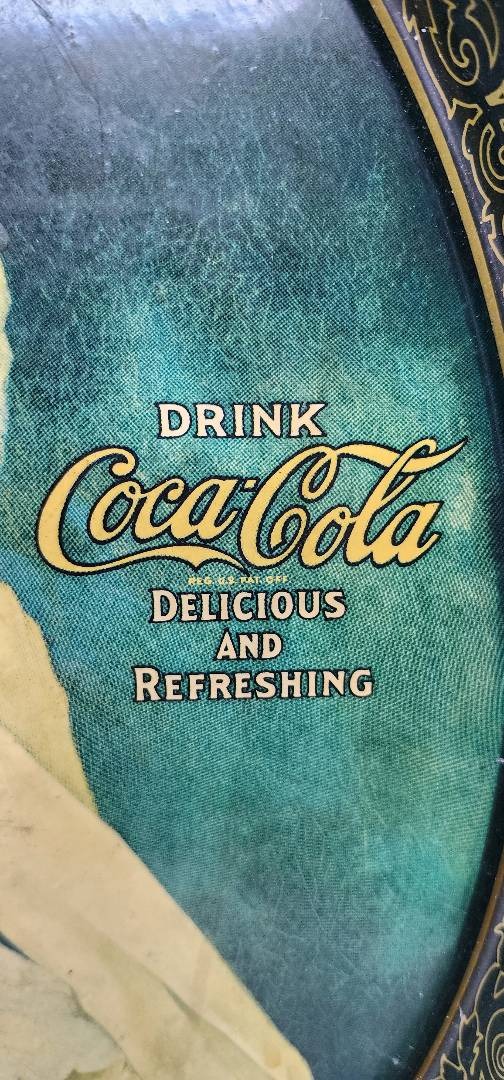 DRINK
Coca-Cola
REG. U.S. PAT. OFF.
DELICIOUS
AND
REFRESHING